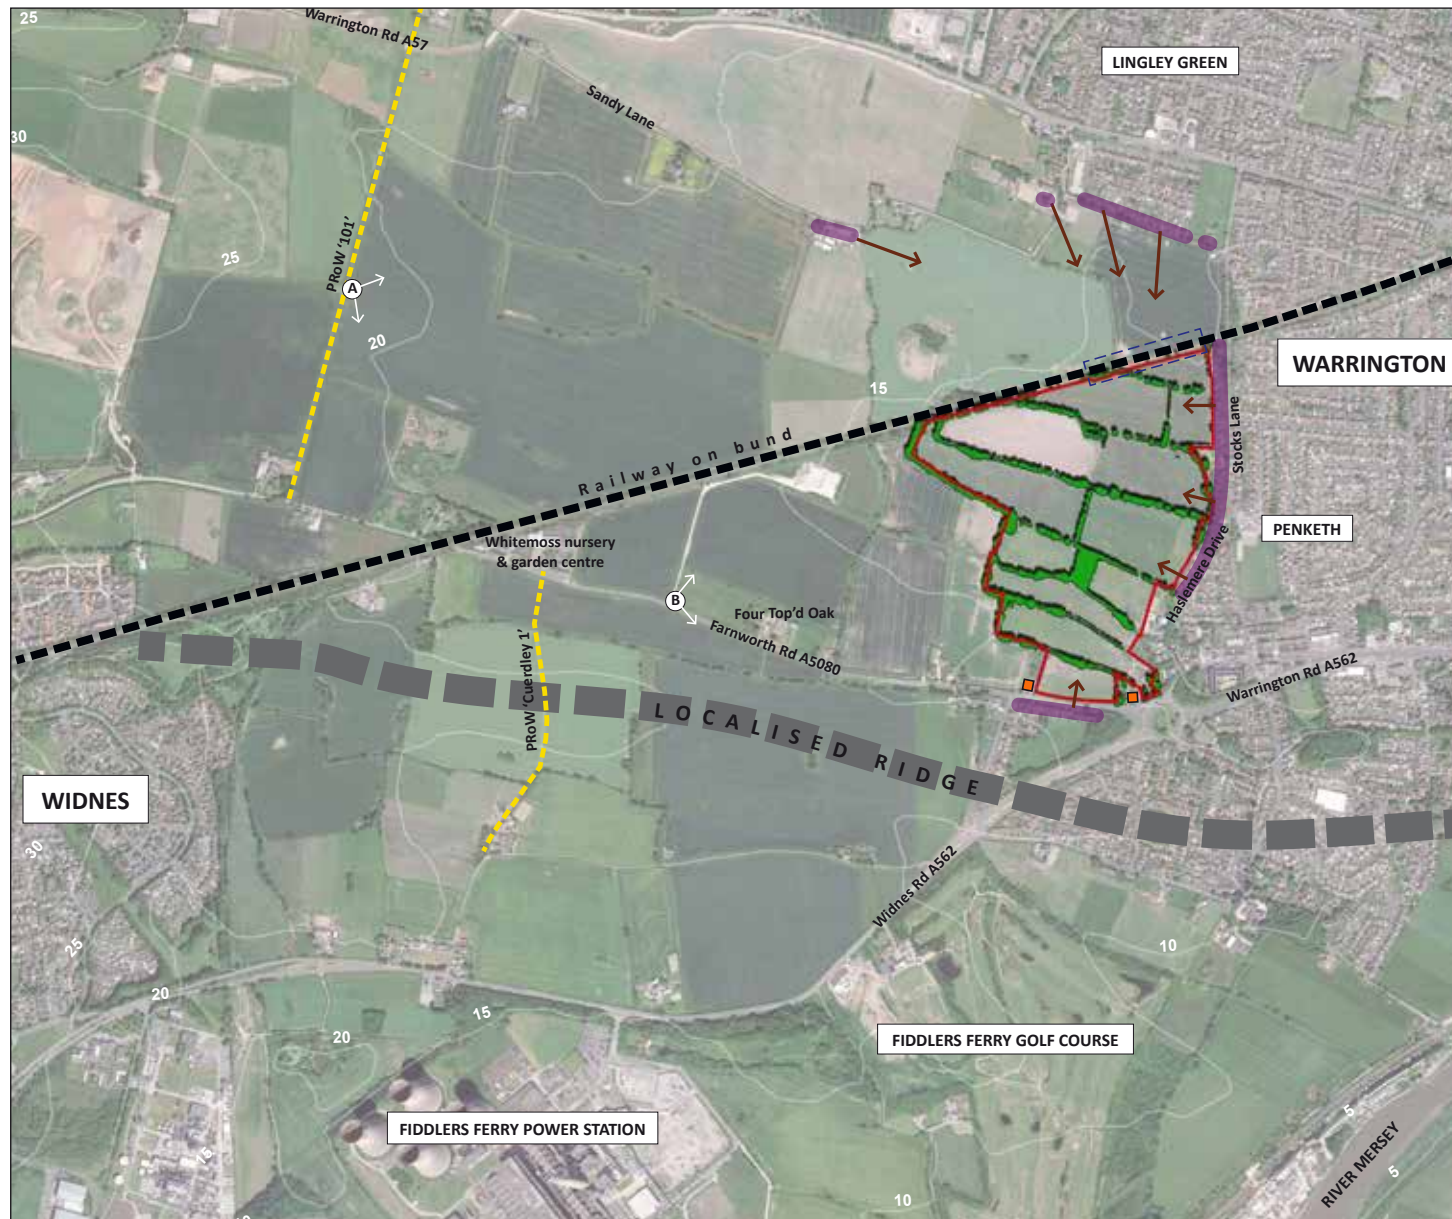 25
Warrington Rd A57
LINGLEY GREEN
Sandy Lane
30
PRoW '101'
25
A
20
WARRINGTON
15
Stocks Lane
Railway on bund
PENKETH
Whitemoss nursery
& garden centre
Haslemere Drive
B
Four Top'd Oak
Farnworth Rd A5080
PRoW 'Cuerdley 1'
Warrington Rd A562
LOCALISED RIDGE
WIDNES
30
Widnes Rd A562
25
10
20
15
20
FIDDLERS FERRY GOLF COURSE
FIDDLERS FERRY POWER STATION
5
15
RIVER MERSEY
5
10